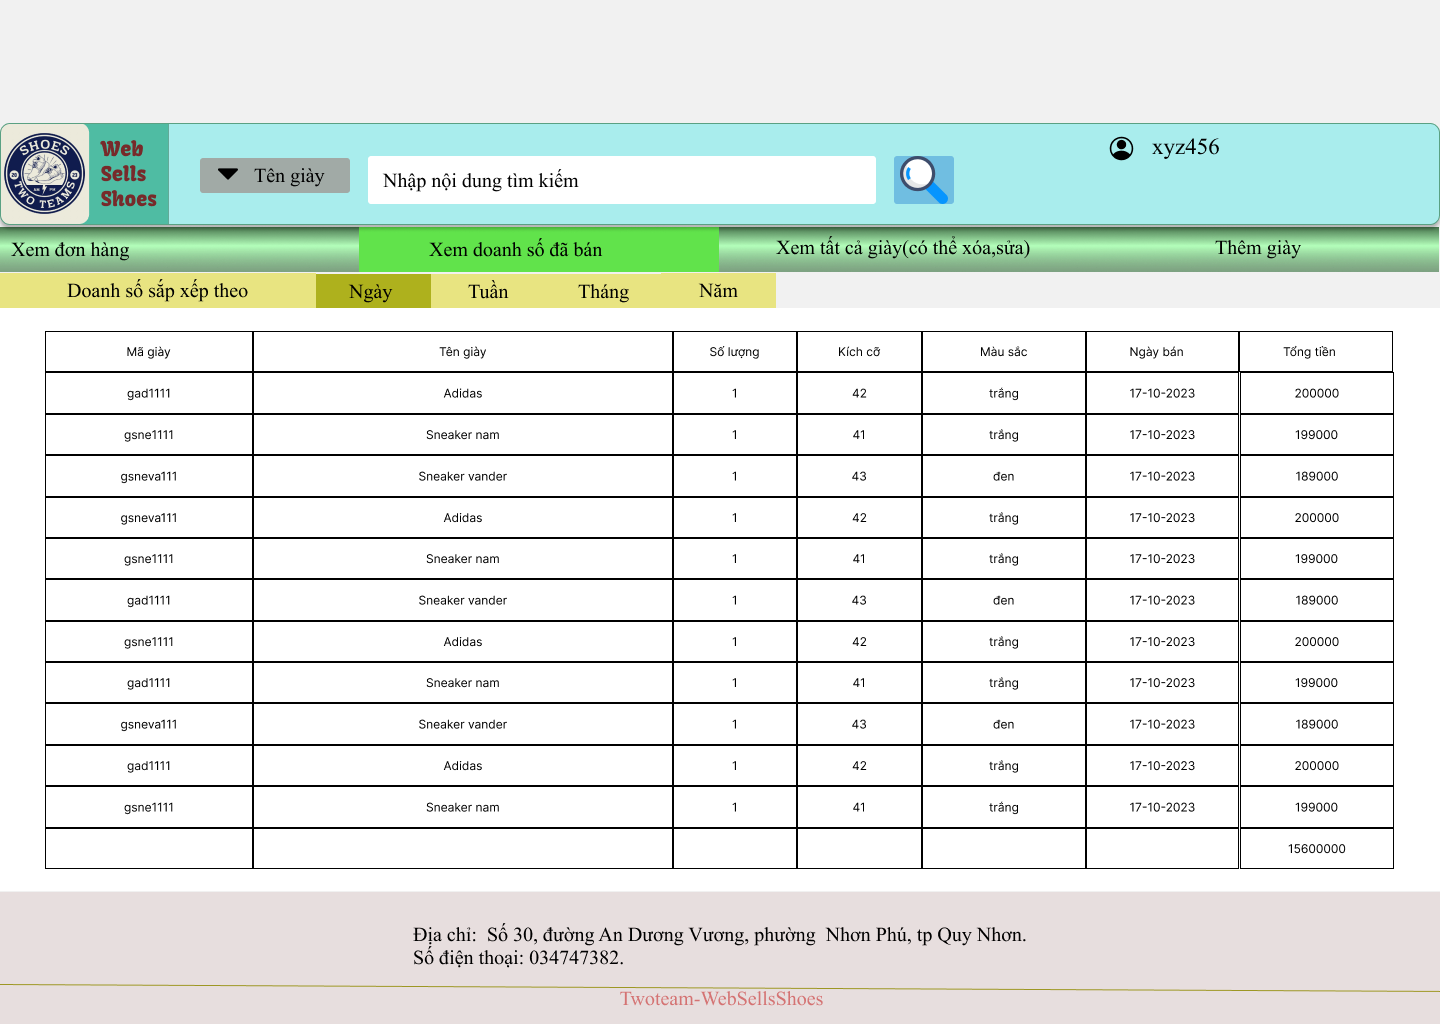 SHOES
TWO TEAMS
Web
Sells
Shoes
Tên giày
Nhập nội dung tìm kiếm
xyz456
Xem đơn hàng Xem doanh số đã bán Xem tất cả giày(có thể xóa,sửa) Thêm giày
Doanh số sắp xếp theo Ngày Tuần Tháng Năm
Mã giày Tên giày Số lượng Kích cỡ Màu sắc Ngày bán Tổng tiền
gad1111 Adidas 1 42 trắng 17-10-2023 200000
gsne1111 Sneaker nam 1 41 trắng 17-10-2023 199000
gsneva111 Sneaker vander 1 43 đen 17-10-2023 189000
gsneva111 Adidas 1 42 trắng 17-10-2023 200000
gsne1111 Sneaker nam 1 41 trắng 17-10-2023 199000
gad1111 Sneaker vander 1 43 đen 17-10-2023 189000
gsne1111 Adidas 1 42 trắng 17-10-2023 200000
gad1111 Sneaker nam 1 41 trắng 17-10-2023 199000
gsneva111 Sneaker vander 1 43 đen 17-10-2023 189000
gad1111 Adidas 1 42 trắng 17-10-2023 200000
gsne1111 Sneaker nam 1 41 trắng 17-10-2023 199000
15600000
Địa chỉ:  Số 30, đường An Dương Vương, phường  Nhơn Phú, tp Quy Nhơn.
Số điện thoại: 034747382.
Twoteam-WebSellsShoes